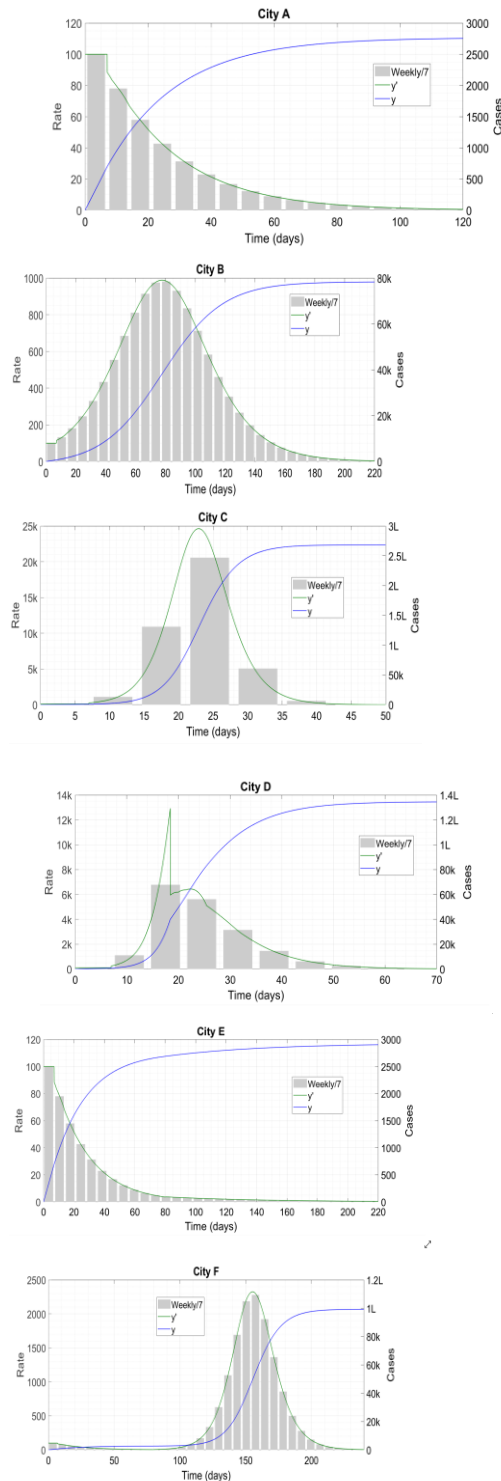 City A
120
100
80
60
40
20
0
Rate
3000
2500
2000
1500
1000
500
0
Cases
Weekly/7
y'
y
0 20 40 60 80 100 120
Time (days)
City B
1000
800
600
400
200
0
Rate
80k
60k
40k
20k
0
Cases
Weekly/7
y'
y
0 20 40 60 80 100 120 140 160 180 200 220
Time (days)
City C
25k
20k
15k
10k
5k
0
Rate
3L
2.5L
2L
1.5L
1L
50k
0
Cases
Weekly/7
y'
y
0 5 10 15 20 25 30 35 40 45 50
Time (days)
City D
14k
12k
10k
8k
6k
4k
2k
0
Rate
1.4L
1.2L
1L
80k
60k
40k
20k
0
Cases
Weekly/7
y'
y
0 10 20 30 40 50 60 70
Time (days)
City E
120
100
80
60
40
20
0
Rate
3000
2500
2000
1500
1000
500
0
Cases
Weekly/7
y'
y
0 20 40 60 80 100 120 140 160 180 200 220
Time (days)
City F
2500
2000
1500
1000
500
0
Rate
1.2L
1L
80k
60k
40k
20k
0
Cases
Weekly/7
y'
y
0 50 100 150 200
Time (days)